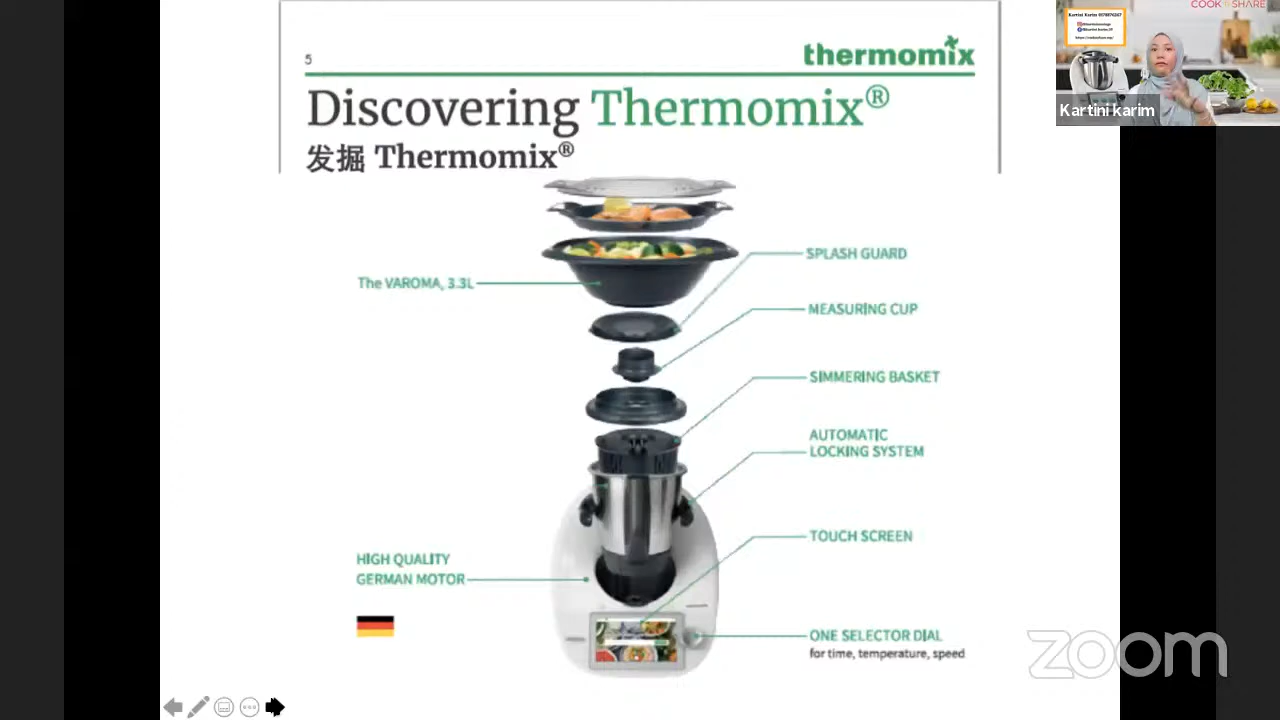 5
thermomix
Discovering Thermomix®
发掘 Thermomix®
The VAROMA, 3.3L
SPLASH GUARD
MEASURING CUP
SIMMERING BASKET
AUTOMATIC
LOCKING SYSTEM
TOUCH SCREEN
HIGH QUALITY
GERMAN MOTOR
ONE SELECTOR DIAL
for time, temperature, speed
COOK N SHARE
Kartini karim
zoom